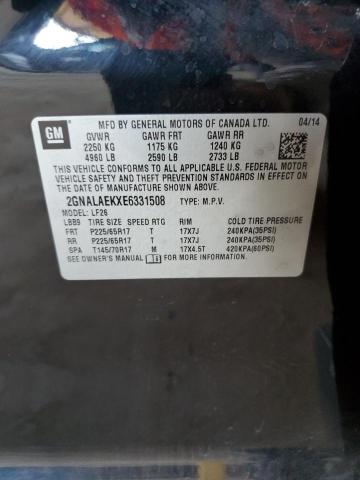 GM
MFD BY GENERAL MOTORS OF CANADA LTD. 04/14
GVWR GAWR FRT GAWR RR
2250 KG 1175 KG 1240 KG
4960 LB 2590 LB 2733 LB
THIS VEHICLE CONFORMS TO ALL APPLICABLE U.S. FEDERAL MOTOR
VEHICLE SAFETY AND THEFT PREVENTION STANDARDS IN EFFECT ON
THE DATE OF MANUFACTURE SHOWN ABOVE.
2GNALAEKXE6331508 TYPE: M.P.V.
MODEL: LF26
LBB9 TIRE SIZE SPEED RTG RIM COLD TIRE PRESSURE
FRT P225/65R17 T 17X7J 240KPA(35PSI)
RR P225/65R17 T 17X7J 240KPA(35PSI)
SPA T145/70R17 M 17X4.5T 420KPA(60PSI)
SEE OWNER'S MANUAL FOR MORE INFORMATION.